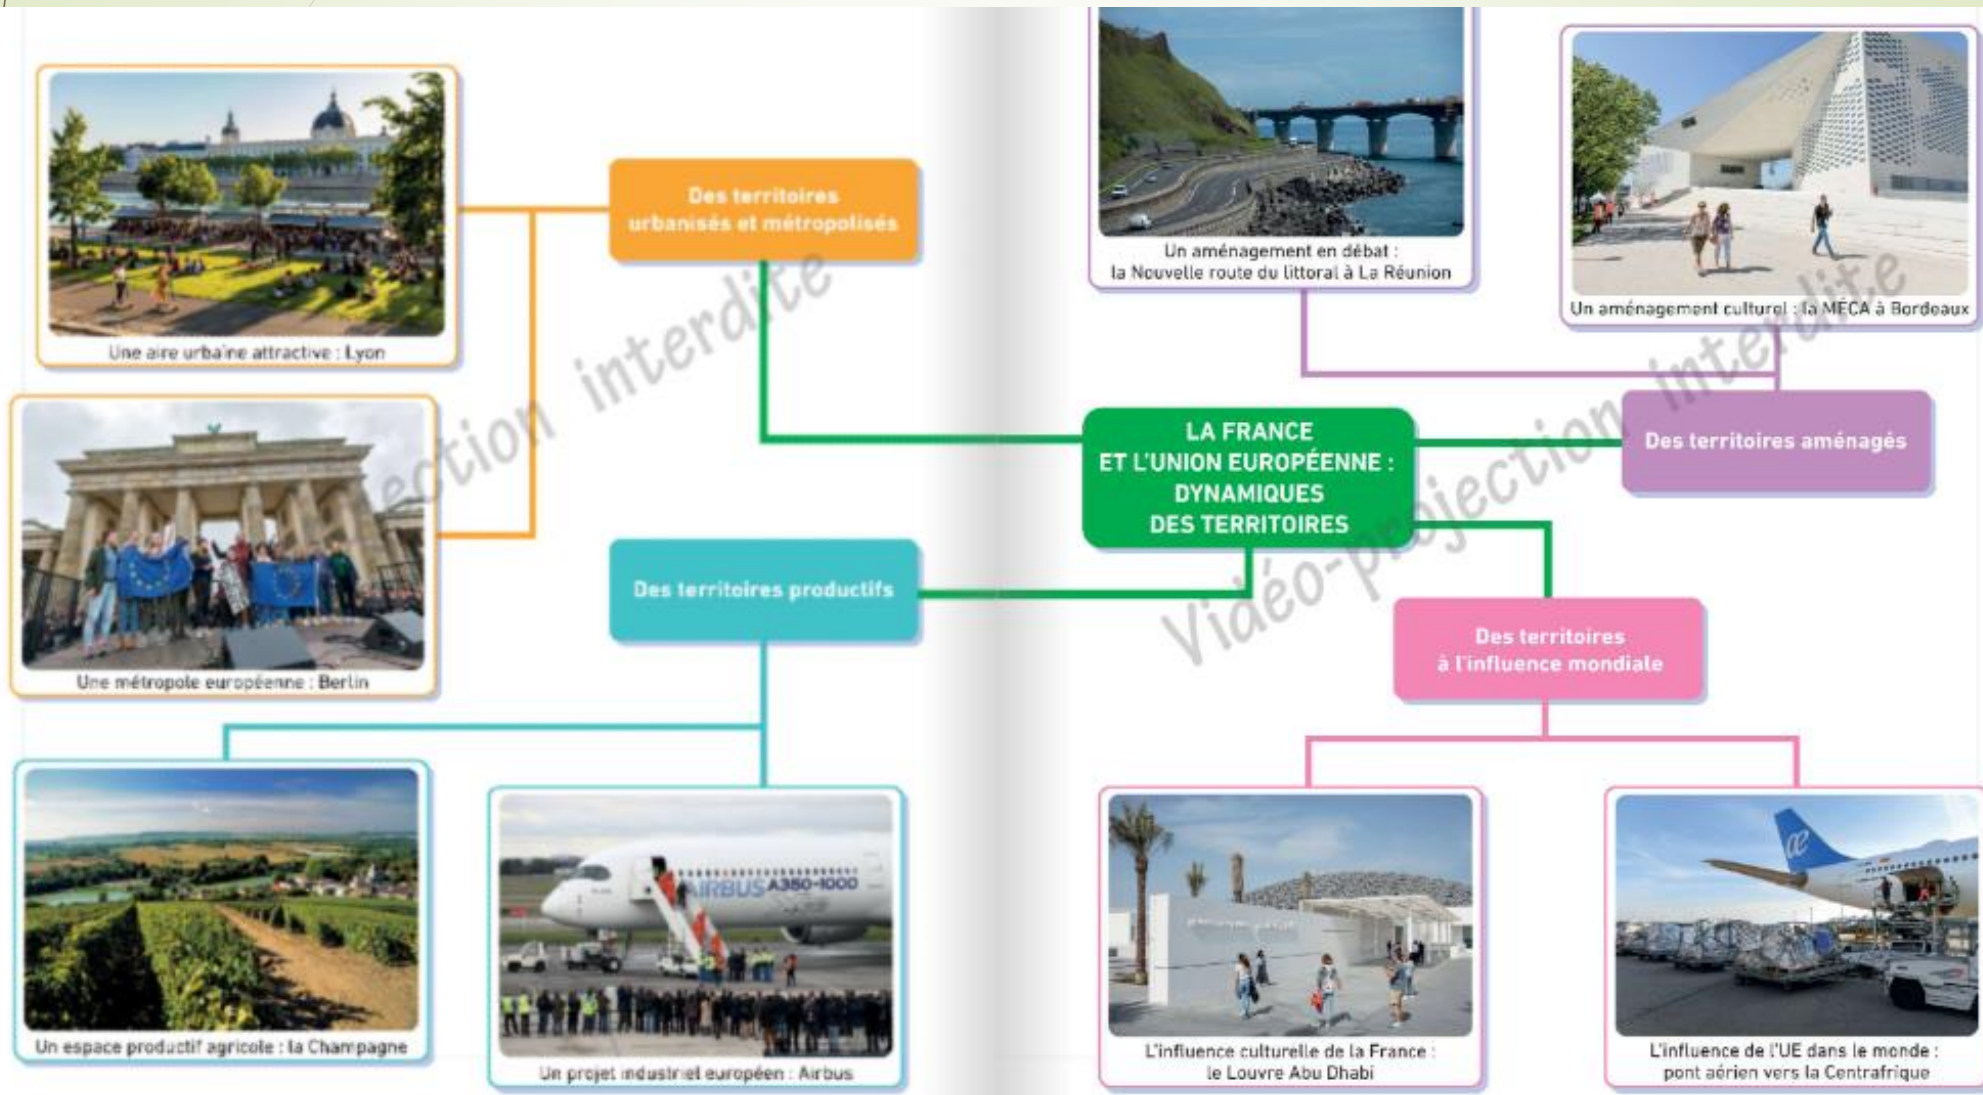 Une aire urbaine attractive : Lyon
Des territoires
urbanisés et métropolisés
Une métropole européenne : Berlin
Des territoires productifs
Un espace productif agricole : la Champagne
AIRBUS A350-1000
Un projet industriel européen : Airbus
Un aménagement en débat :
la Nouvelle route du littoral à La Réunion
Un aménagement culturel : la MÉCA à Bordeaux
LA FRANCE
ET L'UNION EUROPÉENNE :
DYNAMIQUES
DES TERRITOIRES
Des territoires aménagés
Des territoires
à l'influence mondiale
L'influence culturelle de la France :
le Louvre Abu Dhabi
L'influence de l'UE dans le monde :
pont aérien vers la Centrafrique
ection interdite
Vidéo-projection interdite